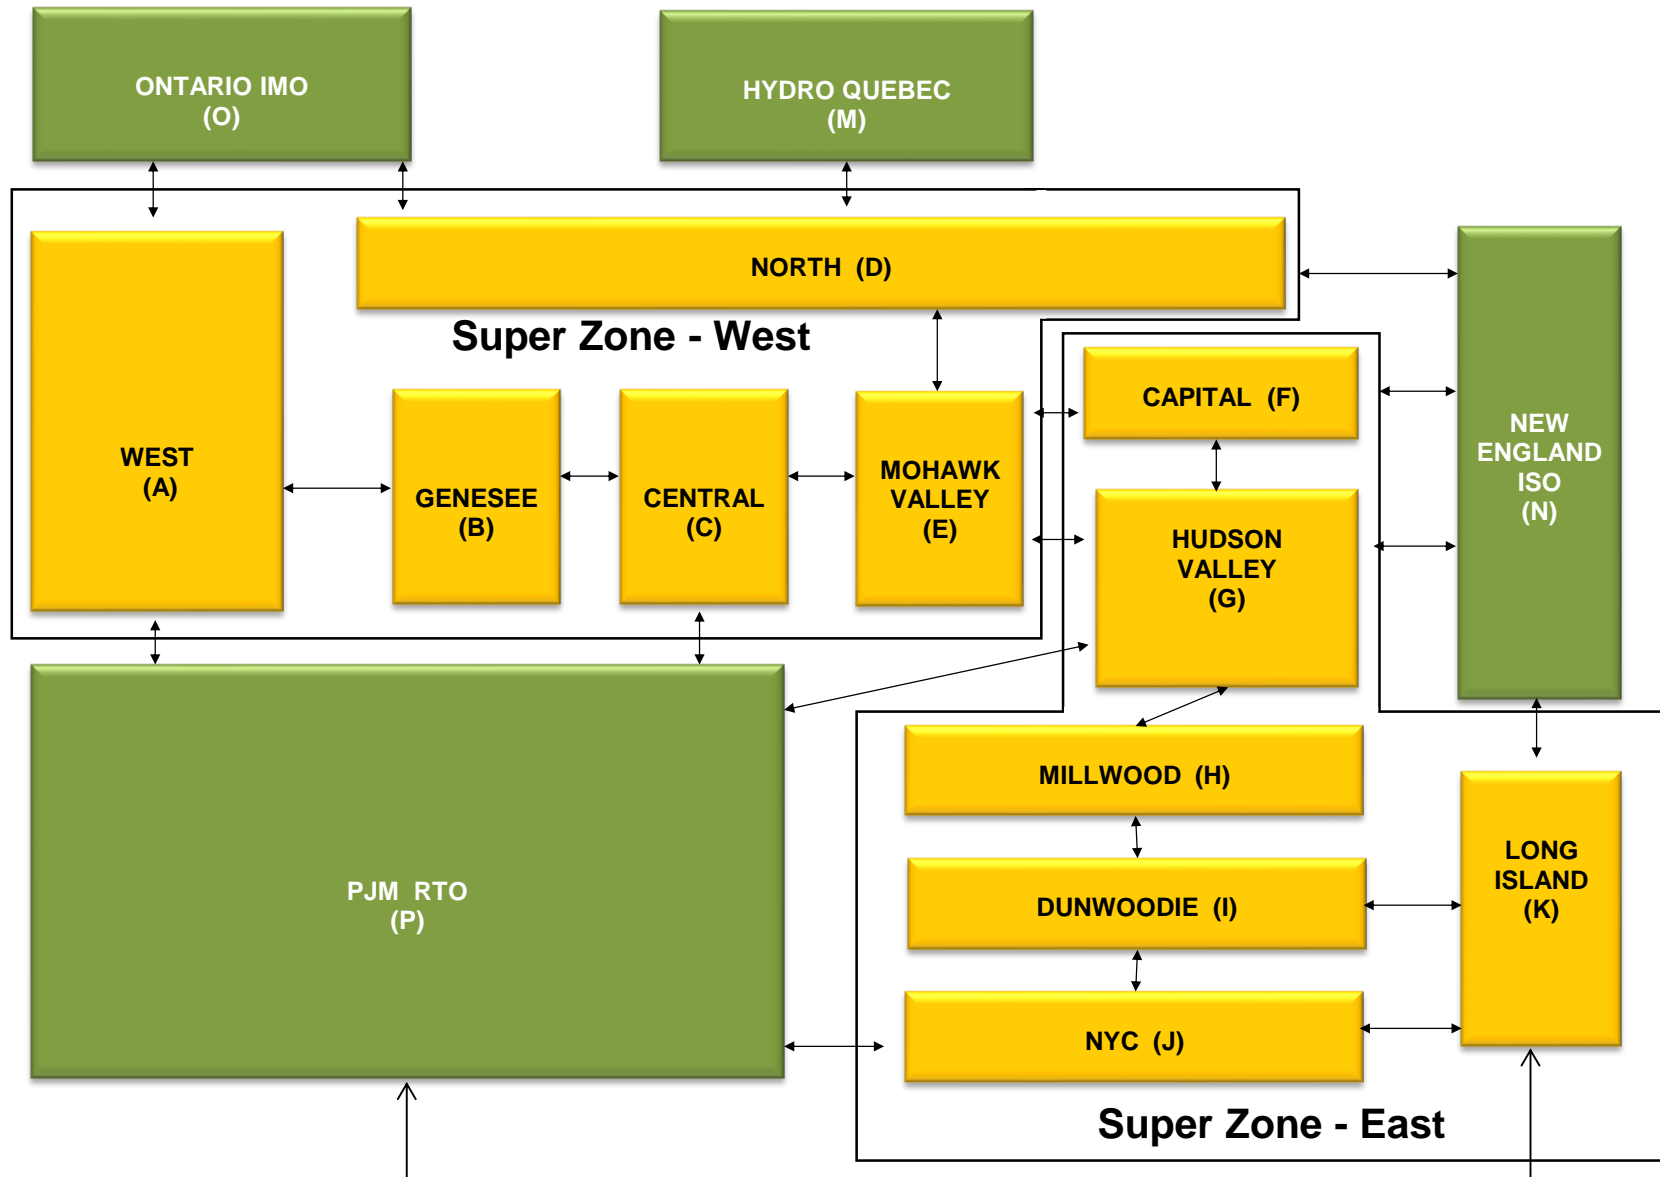 ONTARIO IMO
(O)
HYDRO QUEBEC
(M)
NORTH  (D)
Super Zone - West
WEST
(A)
GENESEE
(B)
CENTRAL
(C)
MOHAWK
VALLEY
(E)
CAPITAL  (F)
HUDSON
VALLEY
(G)
NEW
ENGLAND
ISO
(N)
MILLWOOD  (H)
PJM  RTO
(P)
DUNWOODIE  (I)
LONG
ISLAND
(K)
NYC  (J)
Super Zone - East